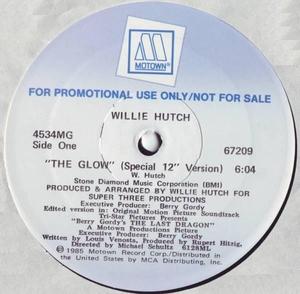 MOTOWN
FOR PROMOTIONAL USE ONLY/NOT FOR SALE
WILLIE HUTCH
4534MG
Side One
67209
"THE GLOW" (Special 12" Version) 6:04
W. Hutch
Stone Diamond Music Corporation (BMI)
PRODUCED & ARRANGED BY WILLIE HUTCH FOR
SUPER THREE PRODUCTIONS
Executive Producer: Berry Gordy
Edited version in: Original Motion Picture Soundtrack
Tri-Star Pictures Presents
"Berry Gordy's THE LAST DRAGON"
A Motown Productions Picture
Executive Producer: Berry Gordy
Written by Louis Venosta, Produced by Rupert Hitzig,
Directed by Michael Schultz 6128ML
℗ 1985 Motown Record Corp./Distributed in
the United States by MCA Distributing, Inc.